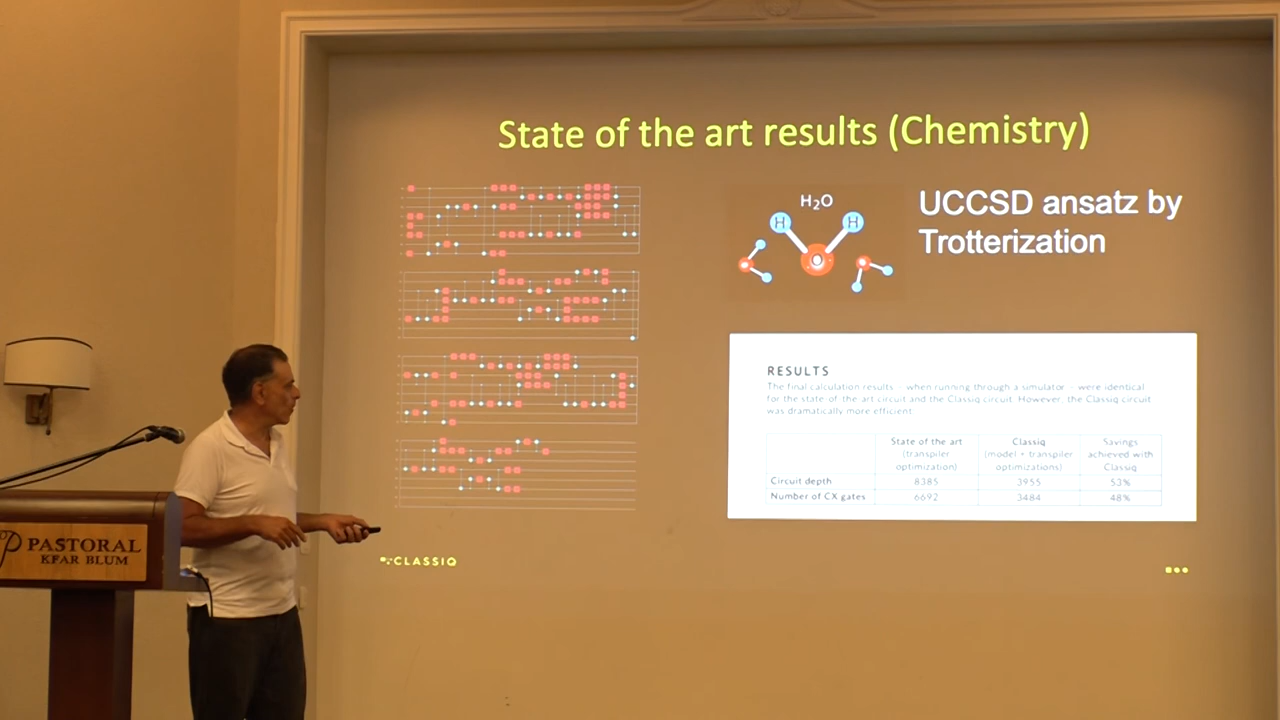 State of the art results (Chemistry)
H₂O
H
H
UCCSD ansatz by
Trotterization
RESULTS
The final calculation results – when running through a simulator – were identical
for the state-of-the-art circuit and the Classiq circuit. However, the Classiq circuit
was dramatically more efficient.
State of the art
(transpiler
optimization)
Classiq
(model + transpiler
optimizations)
Savings
achieved with
Classiq
Circuit depth 8385 3955 53%
Number of CX gates 6692 3484 48%
CLASSIQ
PASTORAL
KFAR BLUM